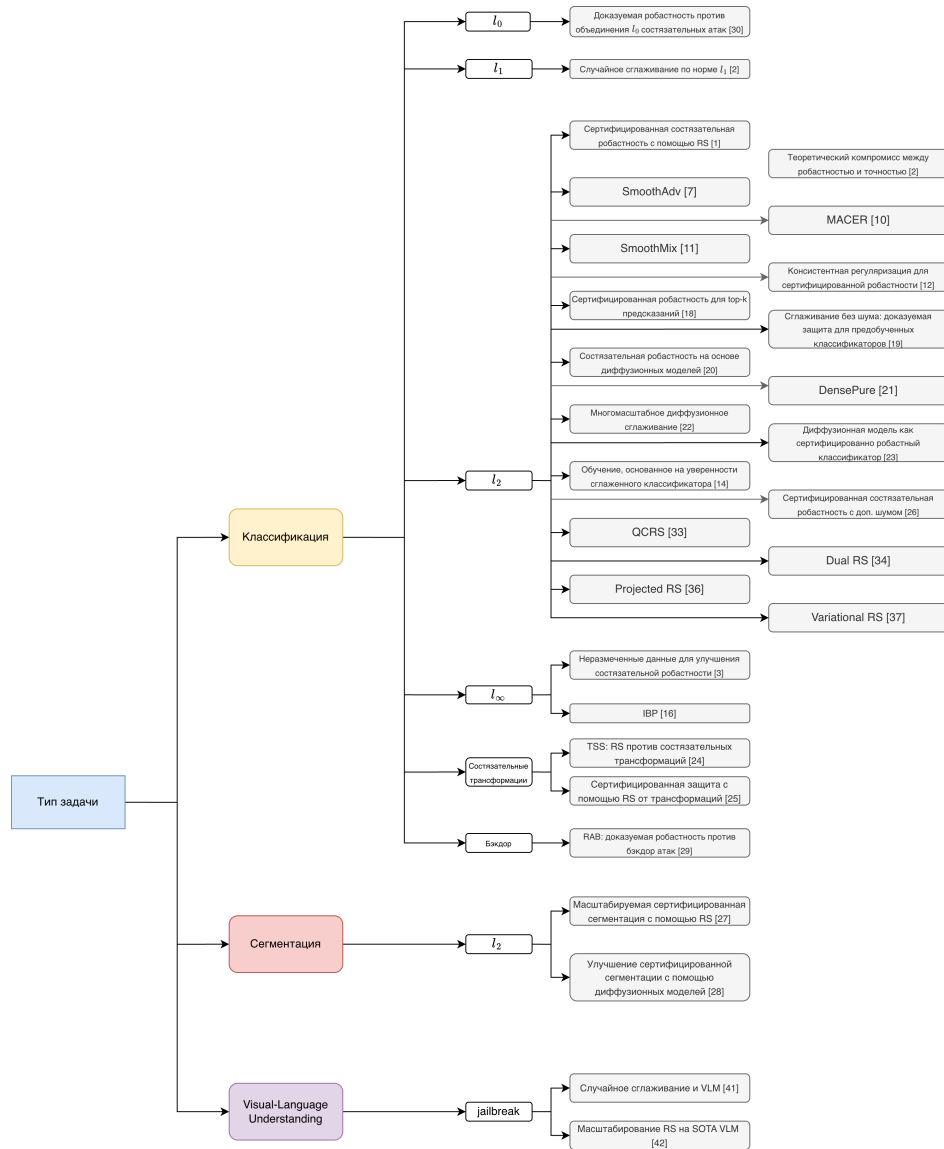 Тип задачи
Классификация
l₀
Доказуемая робастность против
объединения l₀ состязательных атак [30]
l₁
Случайное сглаживание по норме l₁ [2]
l₂
Сертифицированная состязательная
робастность с помощью RS [1]
Теоретический компромисс между
робастностью и точностью [2]
SmoothAdv [7]
MACER [10]
SmoothMix [11]
Консистентная регуляризация для
сертифицированной робастности [12]
Сертифицированная робастность для top-k
предсказаний [18]
Сглаживание без шума: доказуемая
защита для предобученных
классификаторов [19]
Состязательная робастность на основе
диффузионных моделей [20]
DensePure [21]
Многомасштабное диффузионное
сглаживание [22]
Диффузионная модель как
сертифицированно робастный
классификатор [23]
Обучение, основанное на уверенности
сглаженного классификатора [14]
Сертифицированная состязательная
робастность с доп. шумом [26]
QCRS [33]
Dual RS [34]
Projected RS [36]
Variational RS [37]
l∞
Неразмеченные данные для улучшения
состязательной робастности [3]
IBP [16]
Состязательные
трансформации
TSS: RS против состязательных
трансформаций [24]
Сертифицированная защита с
помощью RS от трансформаций [25]
Бэкдор
RAB: доказуемая робастность против
бэкдор атак [29]
Сегментация
l₂
Масштабируемая сертифицированная
сегментация с помощью RS [27]
Улучшение сертифицированной
сегментации с помощью
диффузионных моделей [28]
Visual-Language
Understanding
jailbreak
Случайное сглаживание и VLM [41]
Масштабирование RS на SOTA VLM
[42]